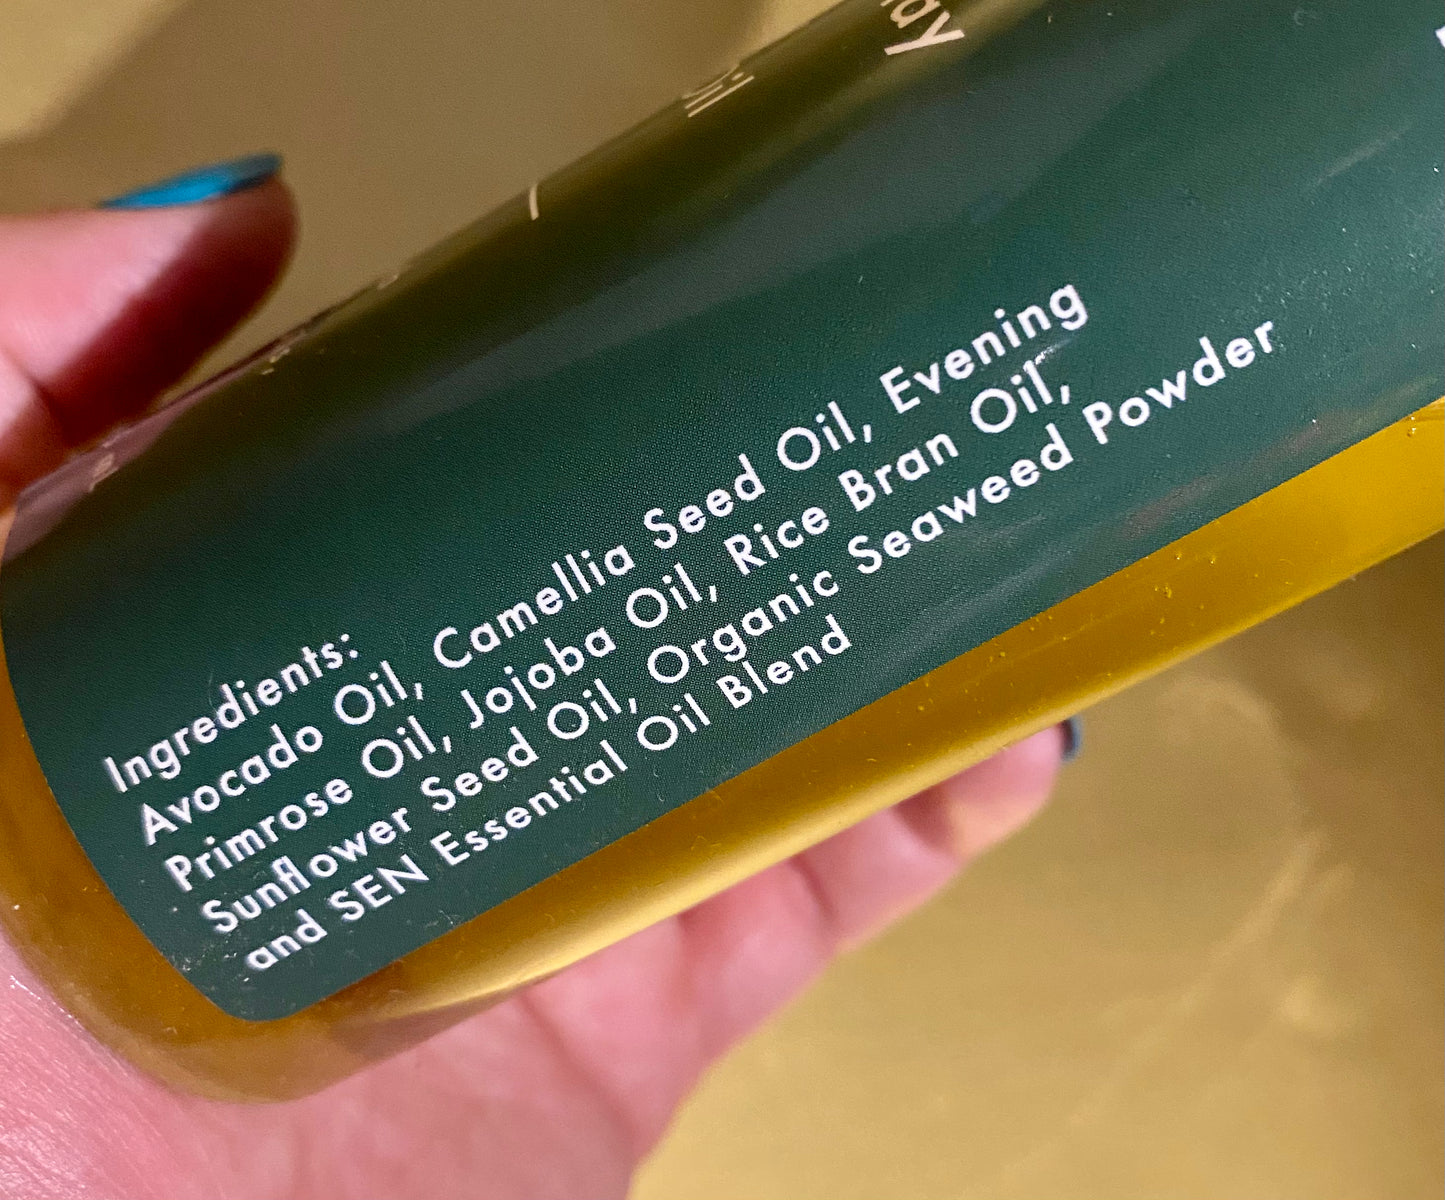 Ingredients:
Avocado Oil, Camellia Seed Oil, Evening
Primrose Oil, Jojoba Oil, Rice Bran Oil,
Sunflower Seed Oil, Organic Seaweed Powder
and SEN Essential Oil Blend